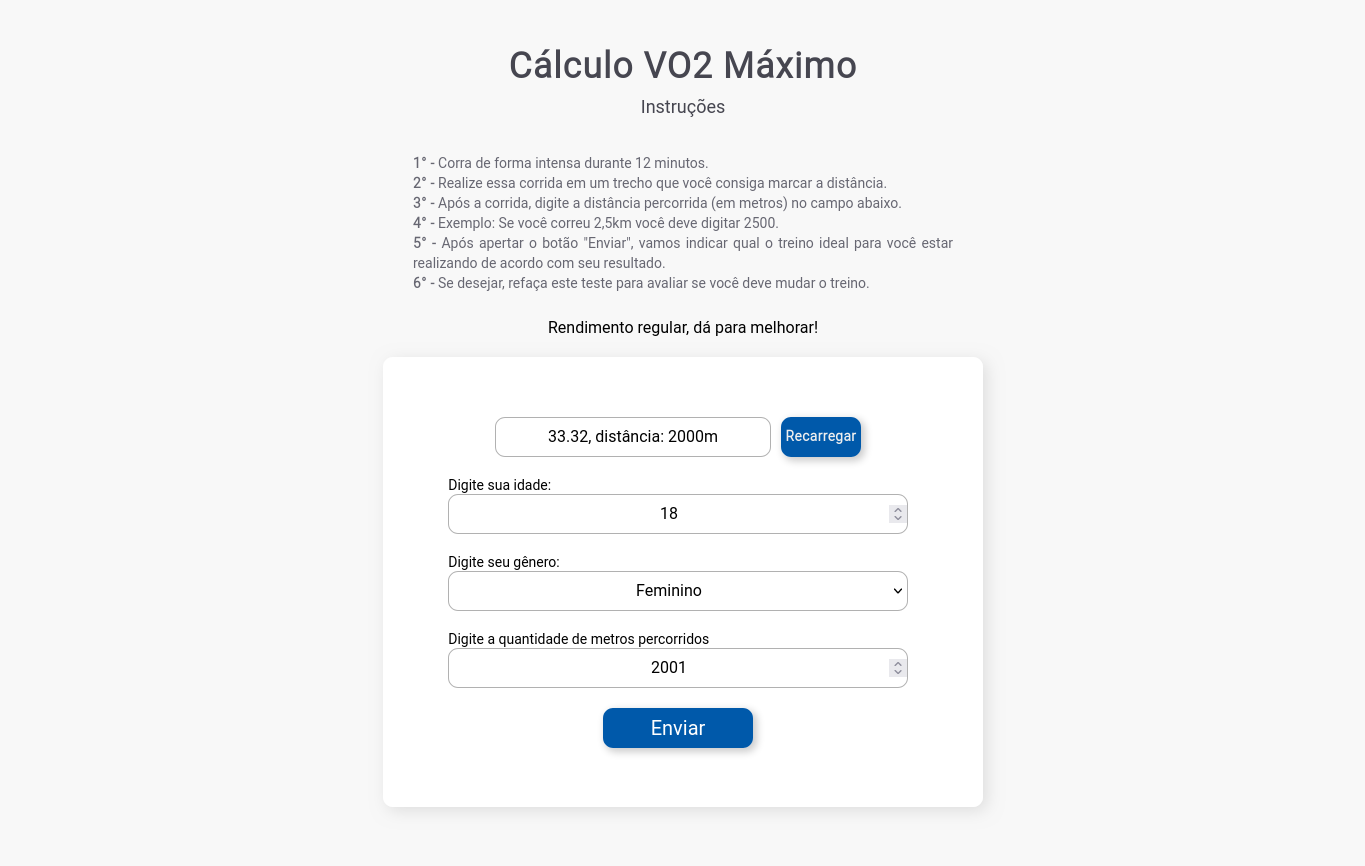 Cálculo VO2 Máximo
Instruções
1° - Corra de forma intensa durante 12 minutos.
2° - Realize essa corrida em um trecho que você consiga marcar a distância.
3° - Após a corrida, digite a distância percorrida (em metros) no campo abaixo.
4° - Exemplo: Se você correu 2,5km você deve digitar 2500.
5° - Após apertar o botão "Enviar", vamos indicar qual o treino ideal para você estar
realizando de acordo com seu resultado.
6° - Se desejar, refaça este teste para avaliar se você deve mudar o treino.
Rendimento regular, dá para melhorar!
33.32, distância: 2000m
Recarregar
Digite sua idade:
18
Digite seu gênero:
Feminino
Digite a quantidade de metros percorridos
2001
Enviar